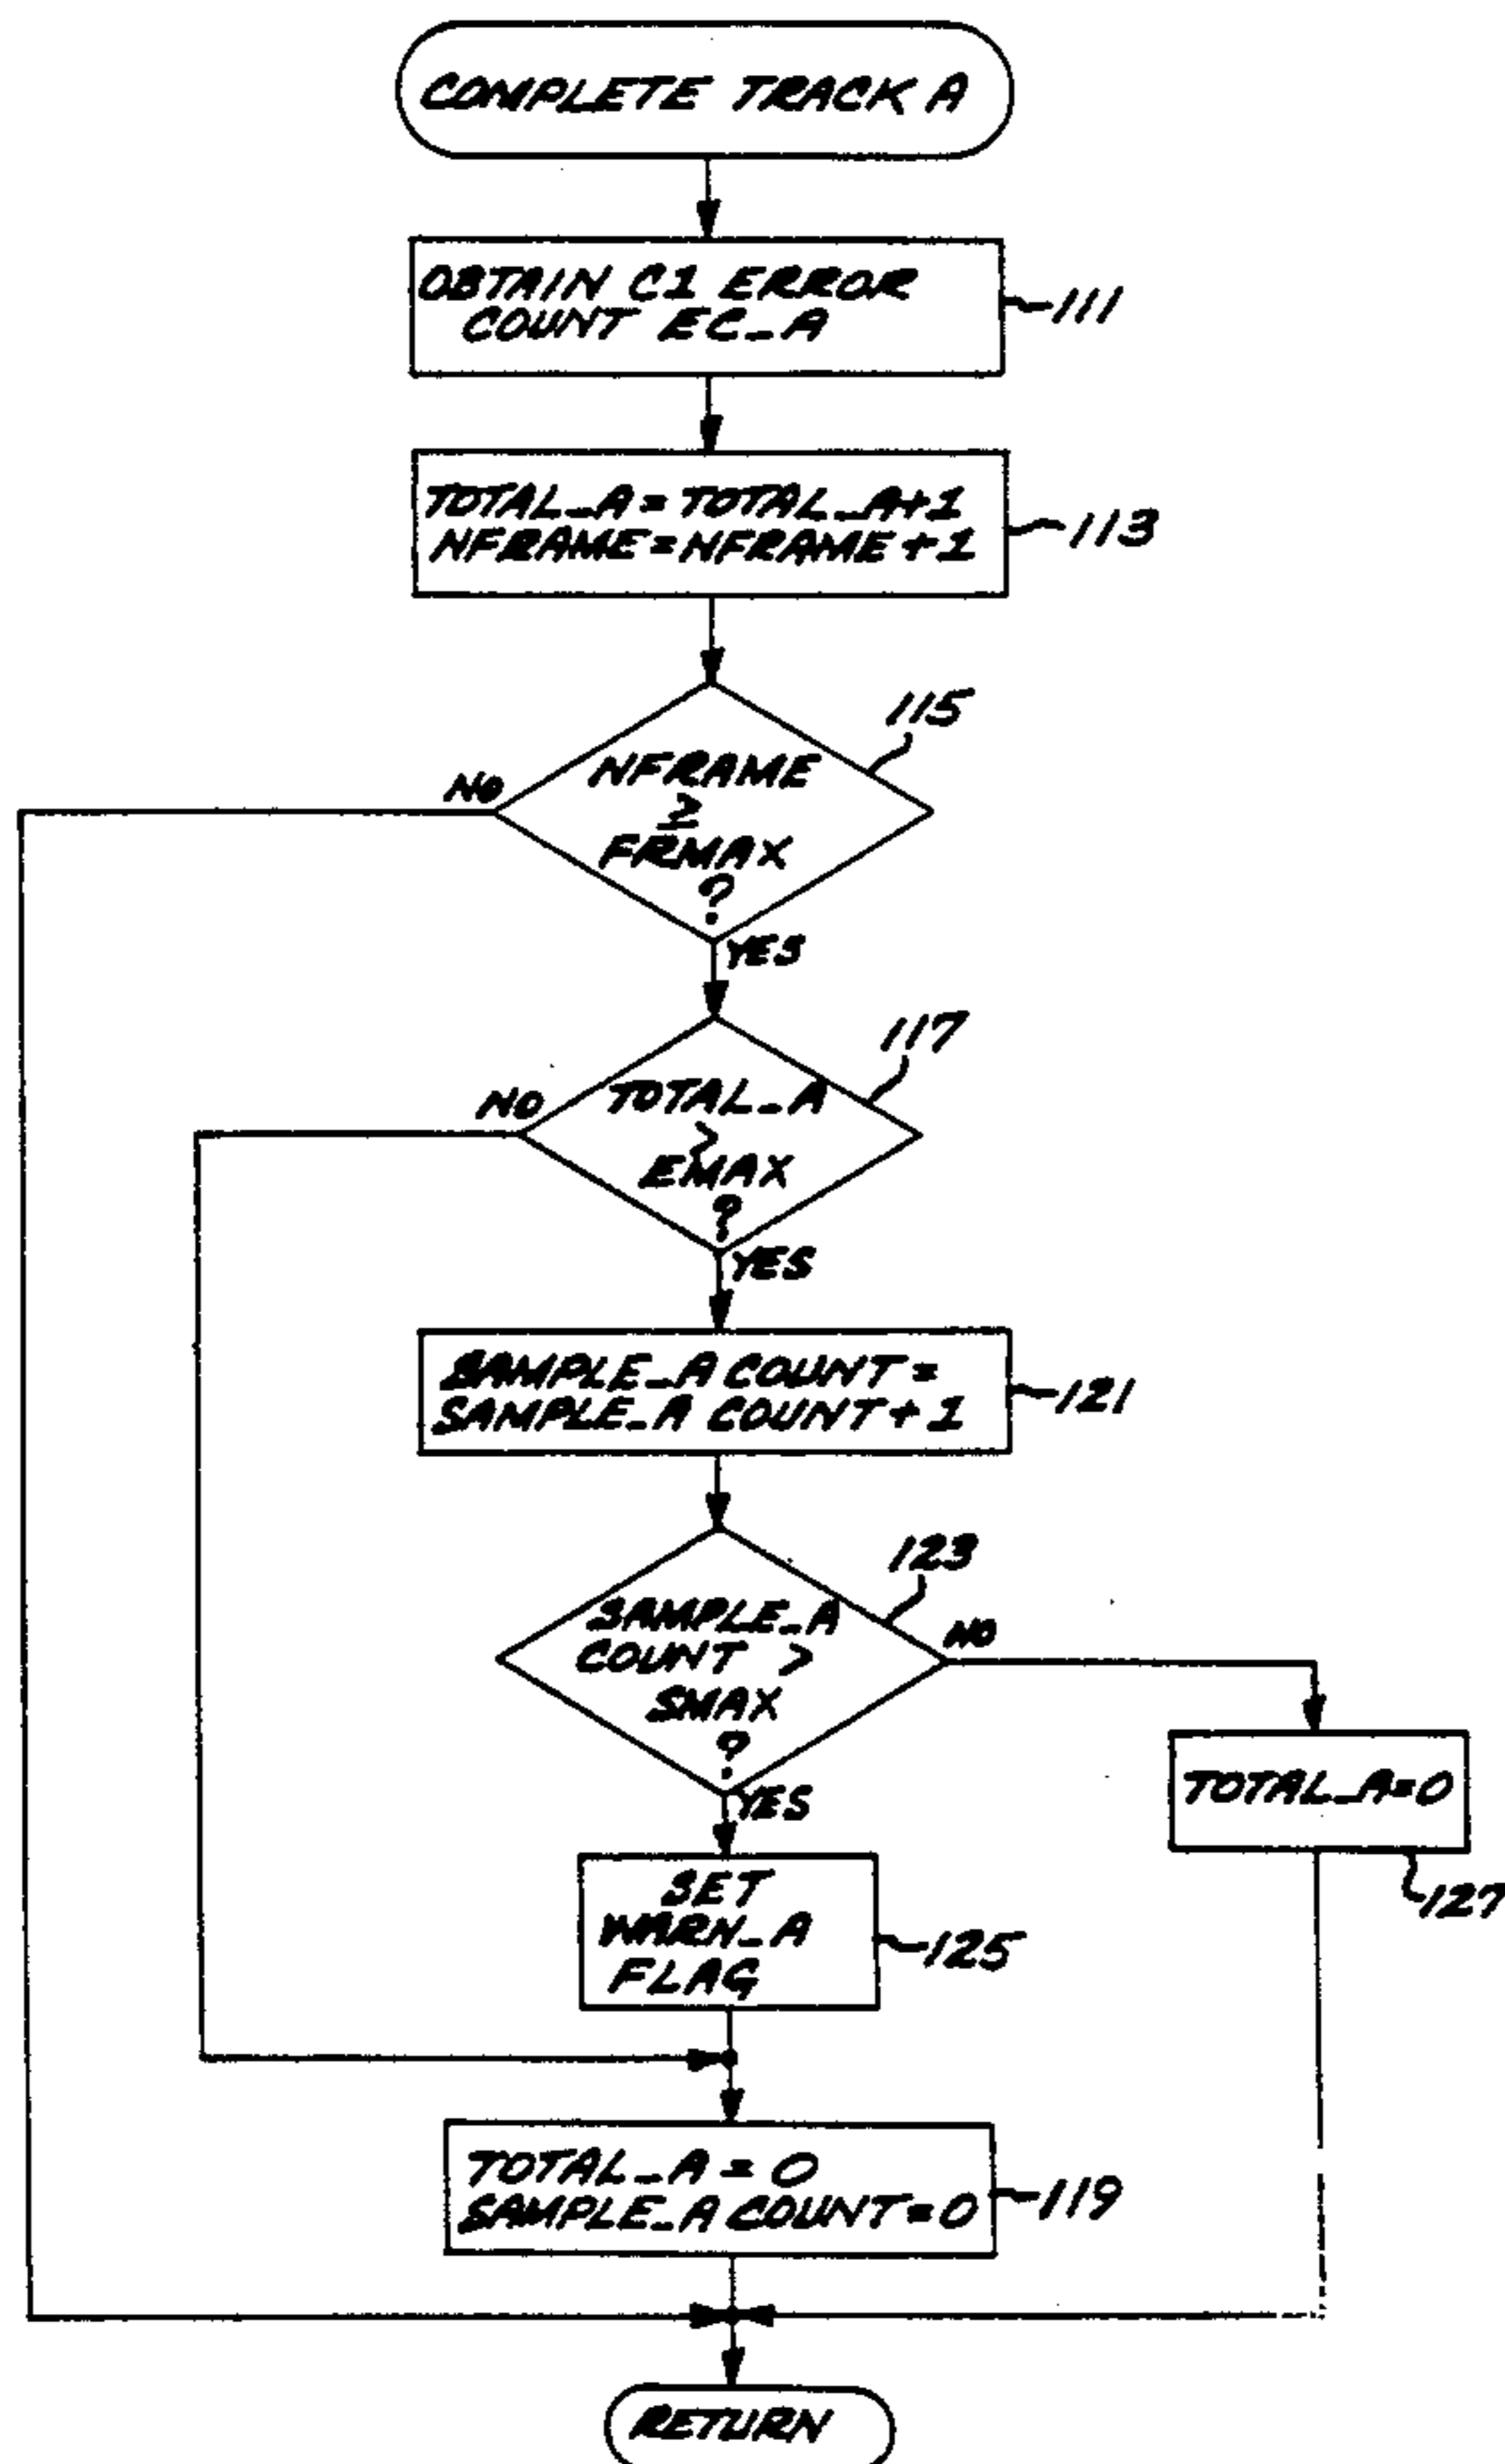 COMPLETE TRACK A
OBTAIN C1 ERROR
COUNT EC_A
111
TOTAL_A=TOTAL_A+1
NFRAME=NFRAME+1
113
115
NFRAME
≥
FRMAX
?
NO
YES
117
TOTAL_A
>
EMAX
?
NO
YES
SAMPLE_A COUNT=
SAMPLE_A COUNT+1
121
123
SAMPLE_A
COUNT >
SMAX
?
NO
YES
TOTAL_A=0
127
SET
WARN_A
FLAG
125
TOTAL_A=0
SAMPLE_A COUNT=0
119
RETURN